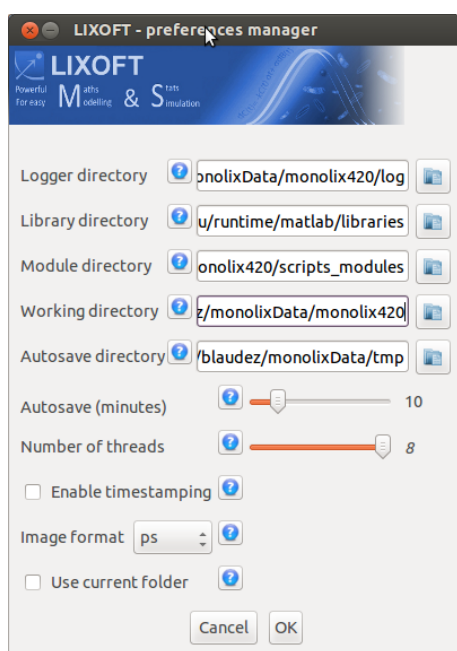 LIXOFT - preferences manager
LIXOFT
Powerful Maths Stats
For easy Modelling & Simulation
Logger directory onolixData/monolix420/log
Library directory u/runtime/matlab/libraries
Module directory onolix420/scripts_modules
Working directory z/monolixData/monolix420
Autosave directory /blaudez/monolixData/tmp
Autosave (minutes) 10
Number of threads 8
Enable timestamping
Image format ps
Use current folder
Cancel OK